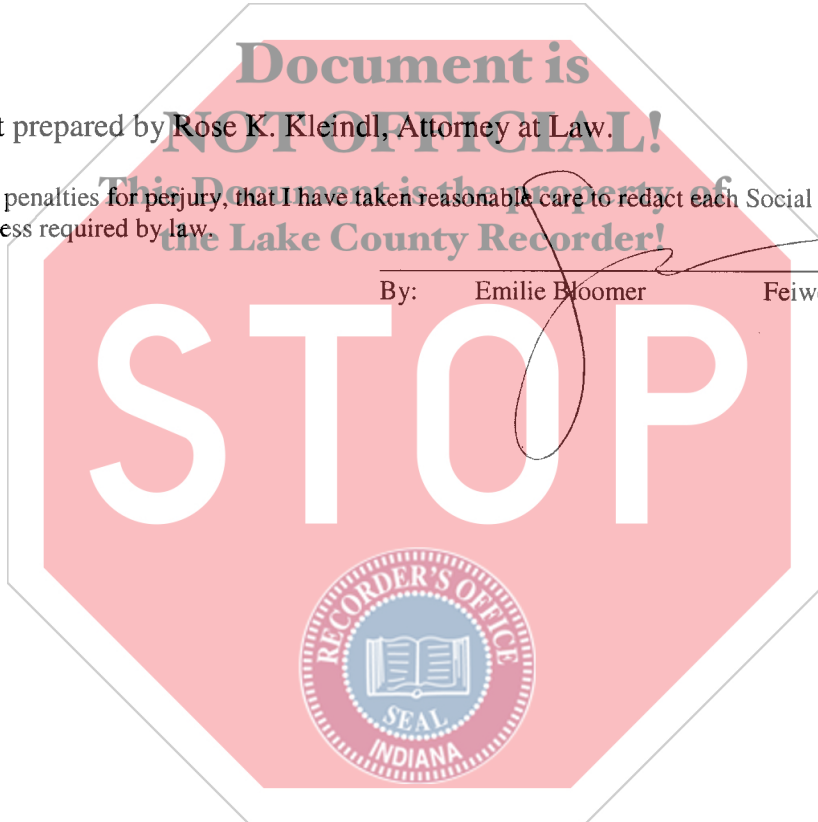 Document is
t prepared by Rose K. Kleindl, Attorney at Law.
NOT OFFICIAL!
penalties for perjury, that I have taken reasonable care to redact each Social
This Document is the property of
ess required by law.
the Lake County Recorder!
By: Emilie Bloomer Feiw
STOP
RECORDER'S OFFICE
SEAL
INDIANA